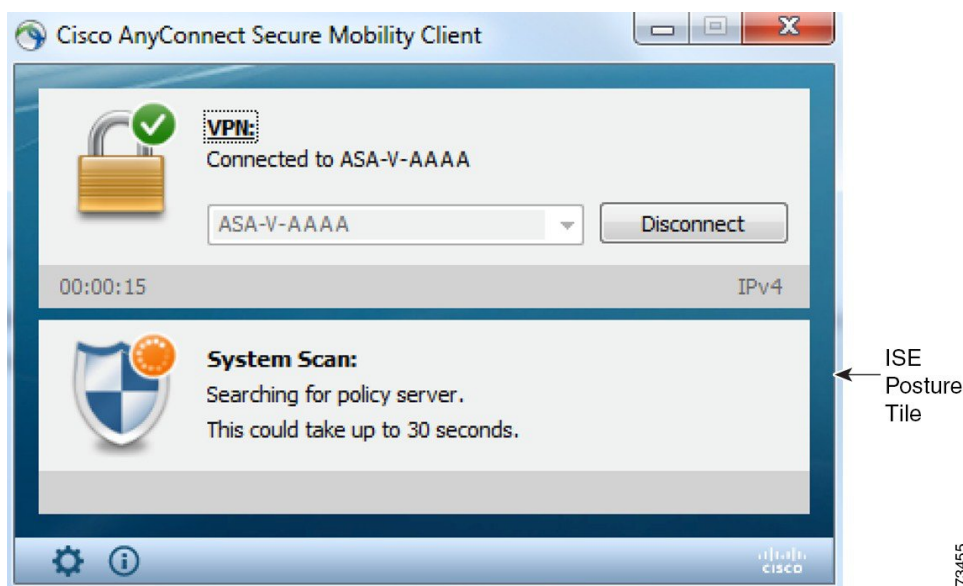 Cisco AnyConnect Secure Mobility Client
VPN:
Connected to ASA-V-AAAA
ASA-V-AAAA
Disconnect
00:00:15
IPv4
System Scan:
Searching for policy server.
This could take up to 30 seconds.
ISE
Posture
Tile
cisco
73455